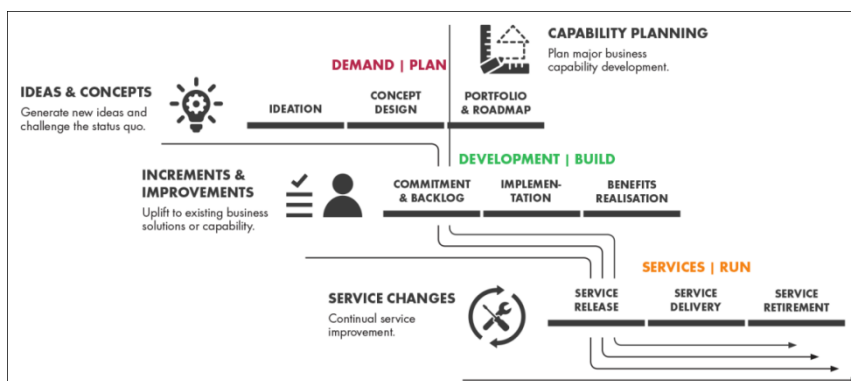 CAPABILITY PLANNING
Plan major business
capability development.
DEMAND | PLAN
IDEAS & CONCEPTS
Generate new ideas and
challenge the status quo.
IDEATION
CONCEPT
DESIGN
PORTFOLIO
& ROADMAP
DEVELOPMENT | BUILD
INCREMENTS &
IMPROVEMENTS
Uplift to existing business
solutions or capability.
COMMITMENT
& BACKLOG
IMPLEMEN-
TATION
BENEFITS
REALISATION
SERVICES | RUN
SERVICE CHANGES
Continual service
improvement.
SERVICE
RELEASE
SERVICE
DELIVERY
SERVICE
RETIREMENT